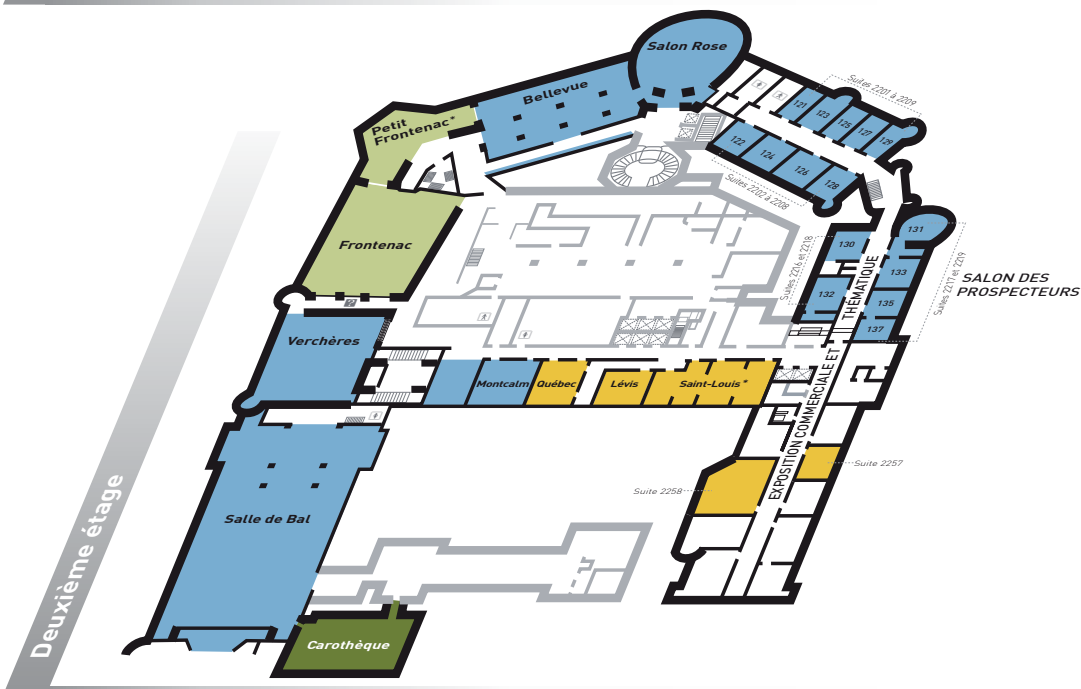 Salon Rose
Bellevue
Petit
Frontenac*
Suites 2201 à 2209
121
123
125
127
129
122
124
126
128
Suites 2202 à 2208
Frontenac
130
131
132
133
135
137
Suites 2216 et 2218
Suites 2217 et 2219
SALON DES
PROSPECTEURS
Verchères
Montcalm
Québec
Lévis
Saint-Louis*
EXPOSITION COMMERCIALE ET THÉMATIQUE
Suite 2257
Suite 2258
Salle de Bal
Carothèque
Deuxième étage